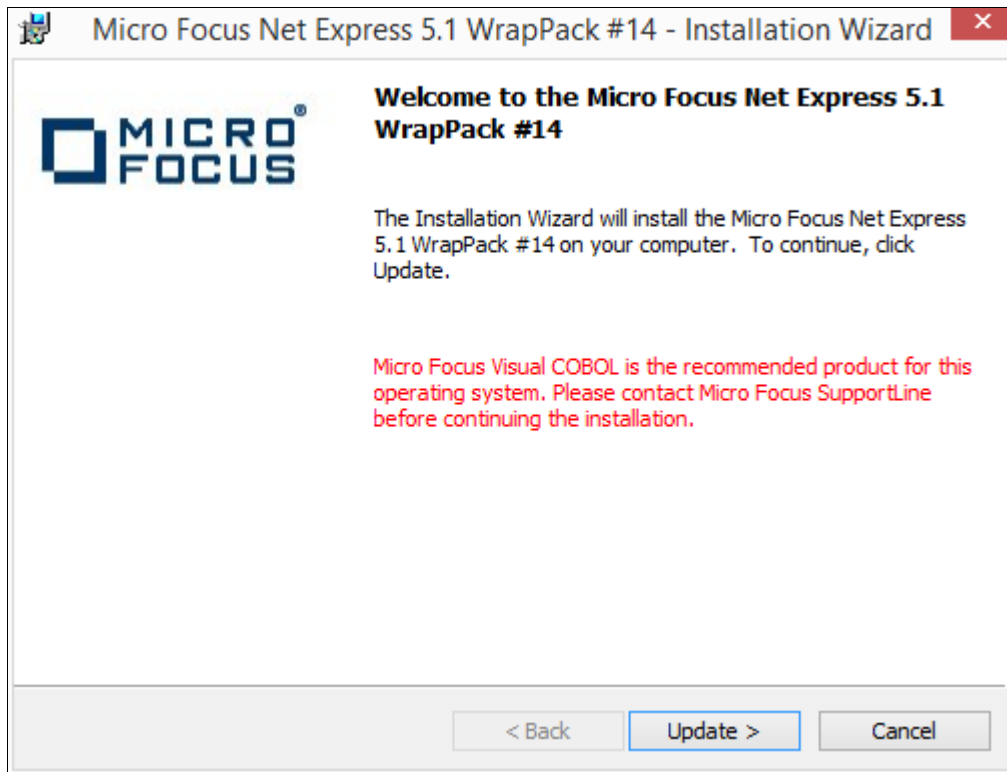 Micro Focus Net Express 5.1 WrapPack #14 - Installation Wizard
MICRO
FOCUS®
Welcome to the Micro Focus Net Express 5.1
WrapPack #14
The Installation Wizard will install the Micro Focus Net Express
5.1 WrapPack #14 on your computer. To continue, click
Update.
Micro Focus Visual COBOL is the recommended product for this
operating system. Please contact Micro Focus SupportLine
before continuing the installation.
< Back
Update >
Cancel